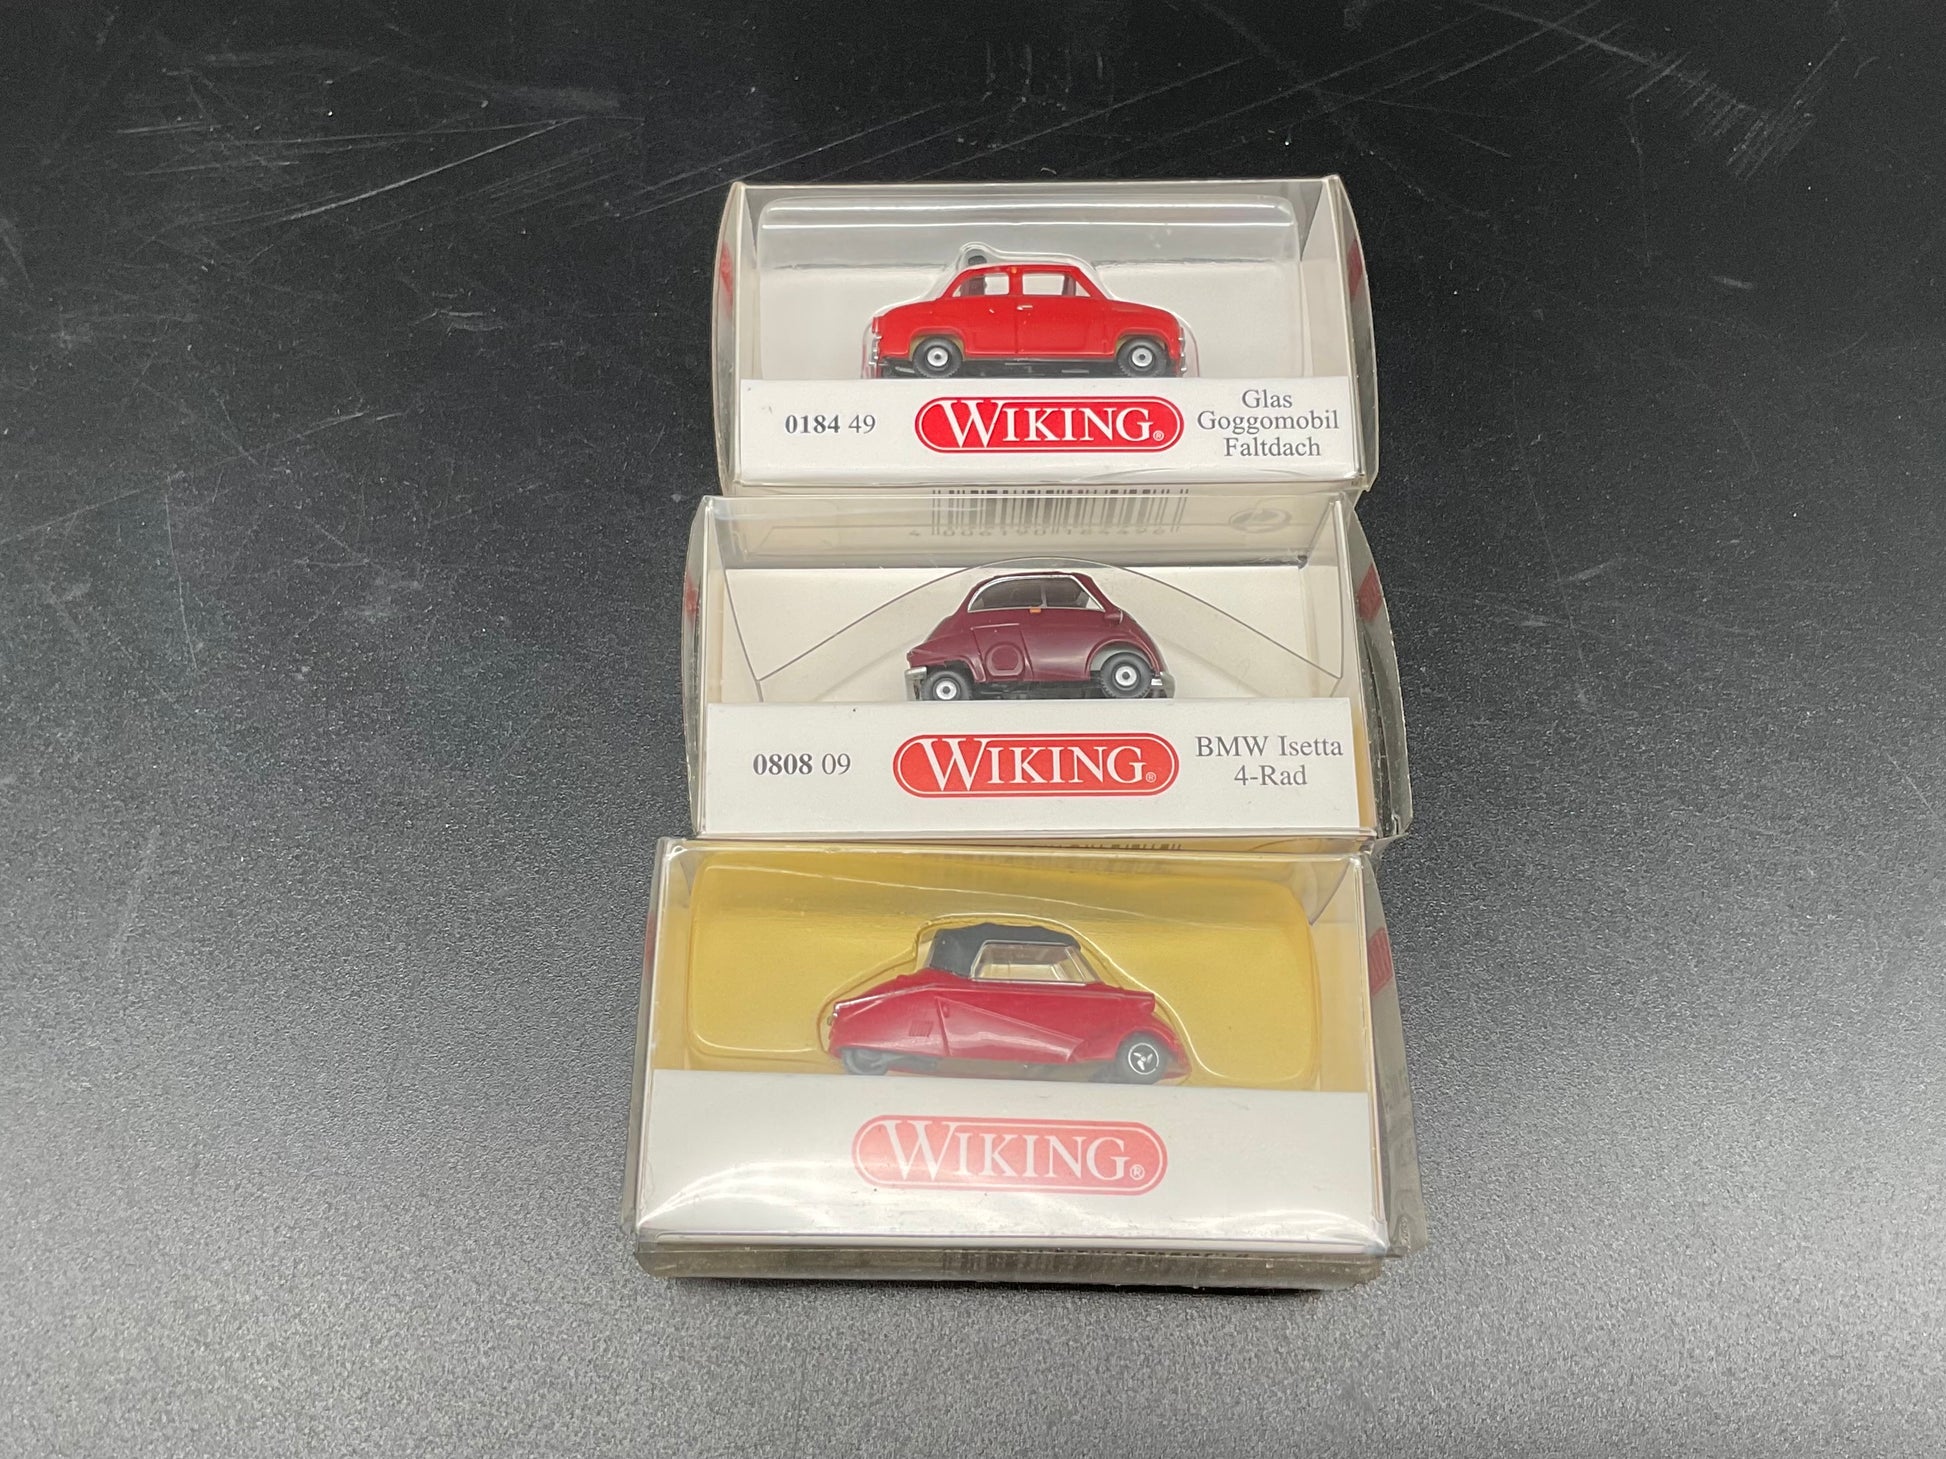 0184 49
WIKING®
Glas
Goggomobil
Faltdach
0808 09
WIKING®
BMW Isetta
4-Rad
WIKING®